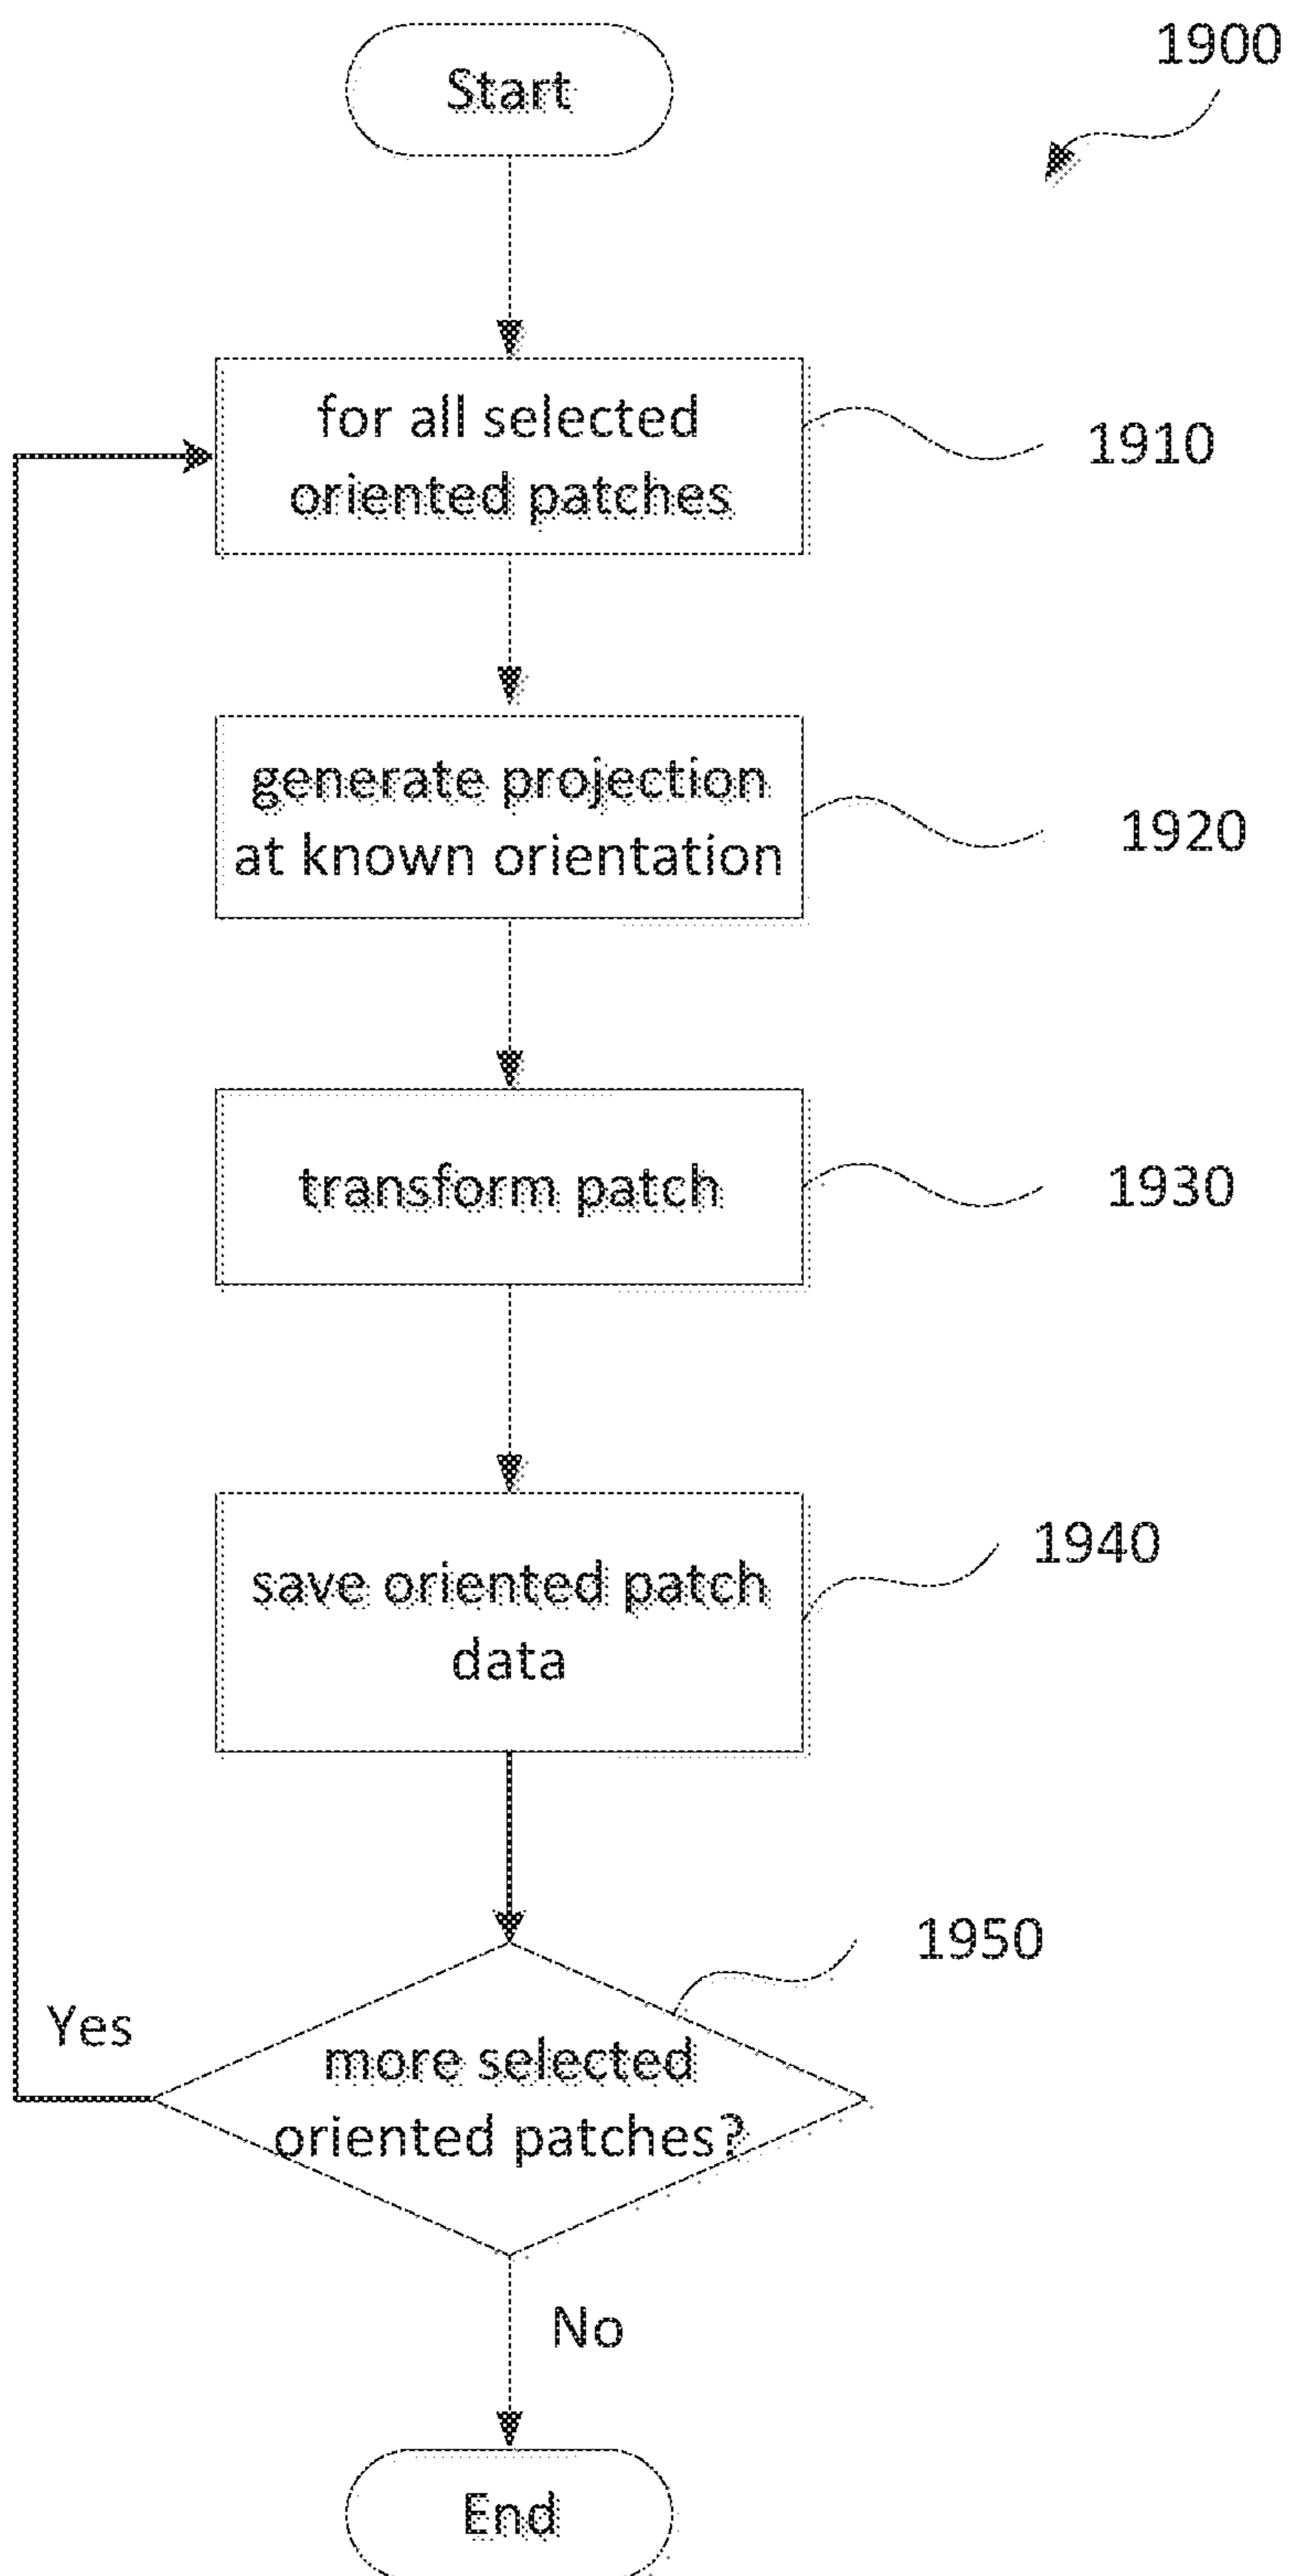 1900
Start
for all selected
oriented patches
1910
generate projection
at known orientation
1920
transform patch
1930
save oriented patch
data
1940
1950
more selected
oriented patches?
Yes
No
End